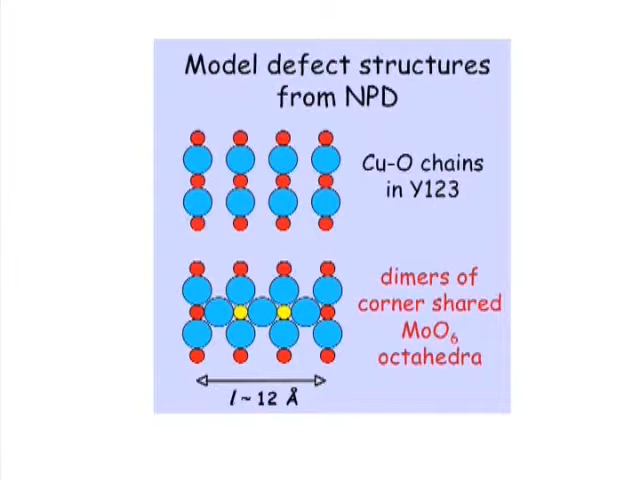 Model defect structures
from NPD
Cu-O chains
in Y123
dimers of
corner shared
MoO₆
octahedra
l ~ 12 Å